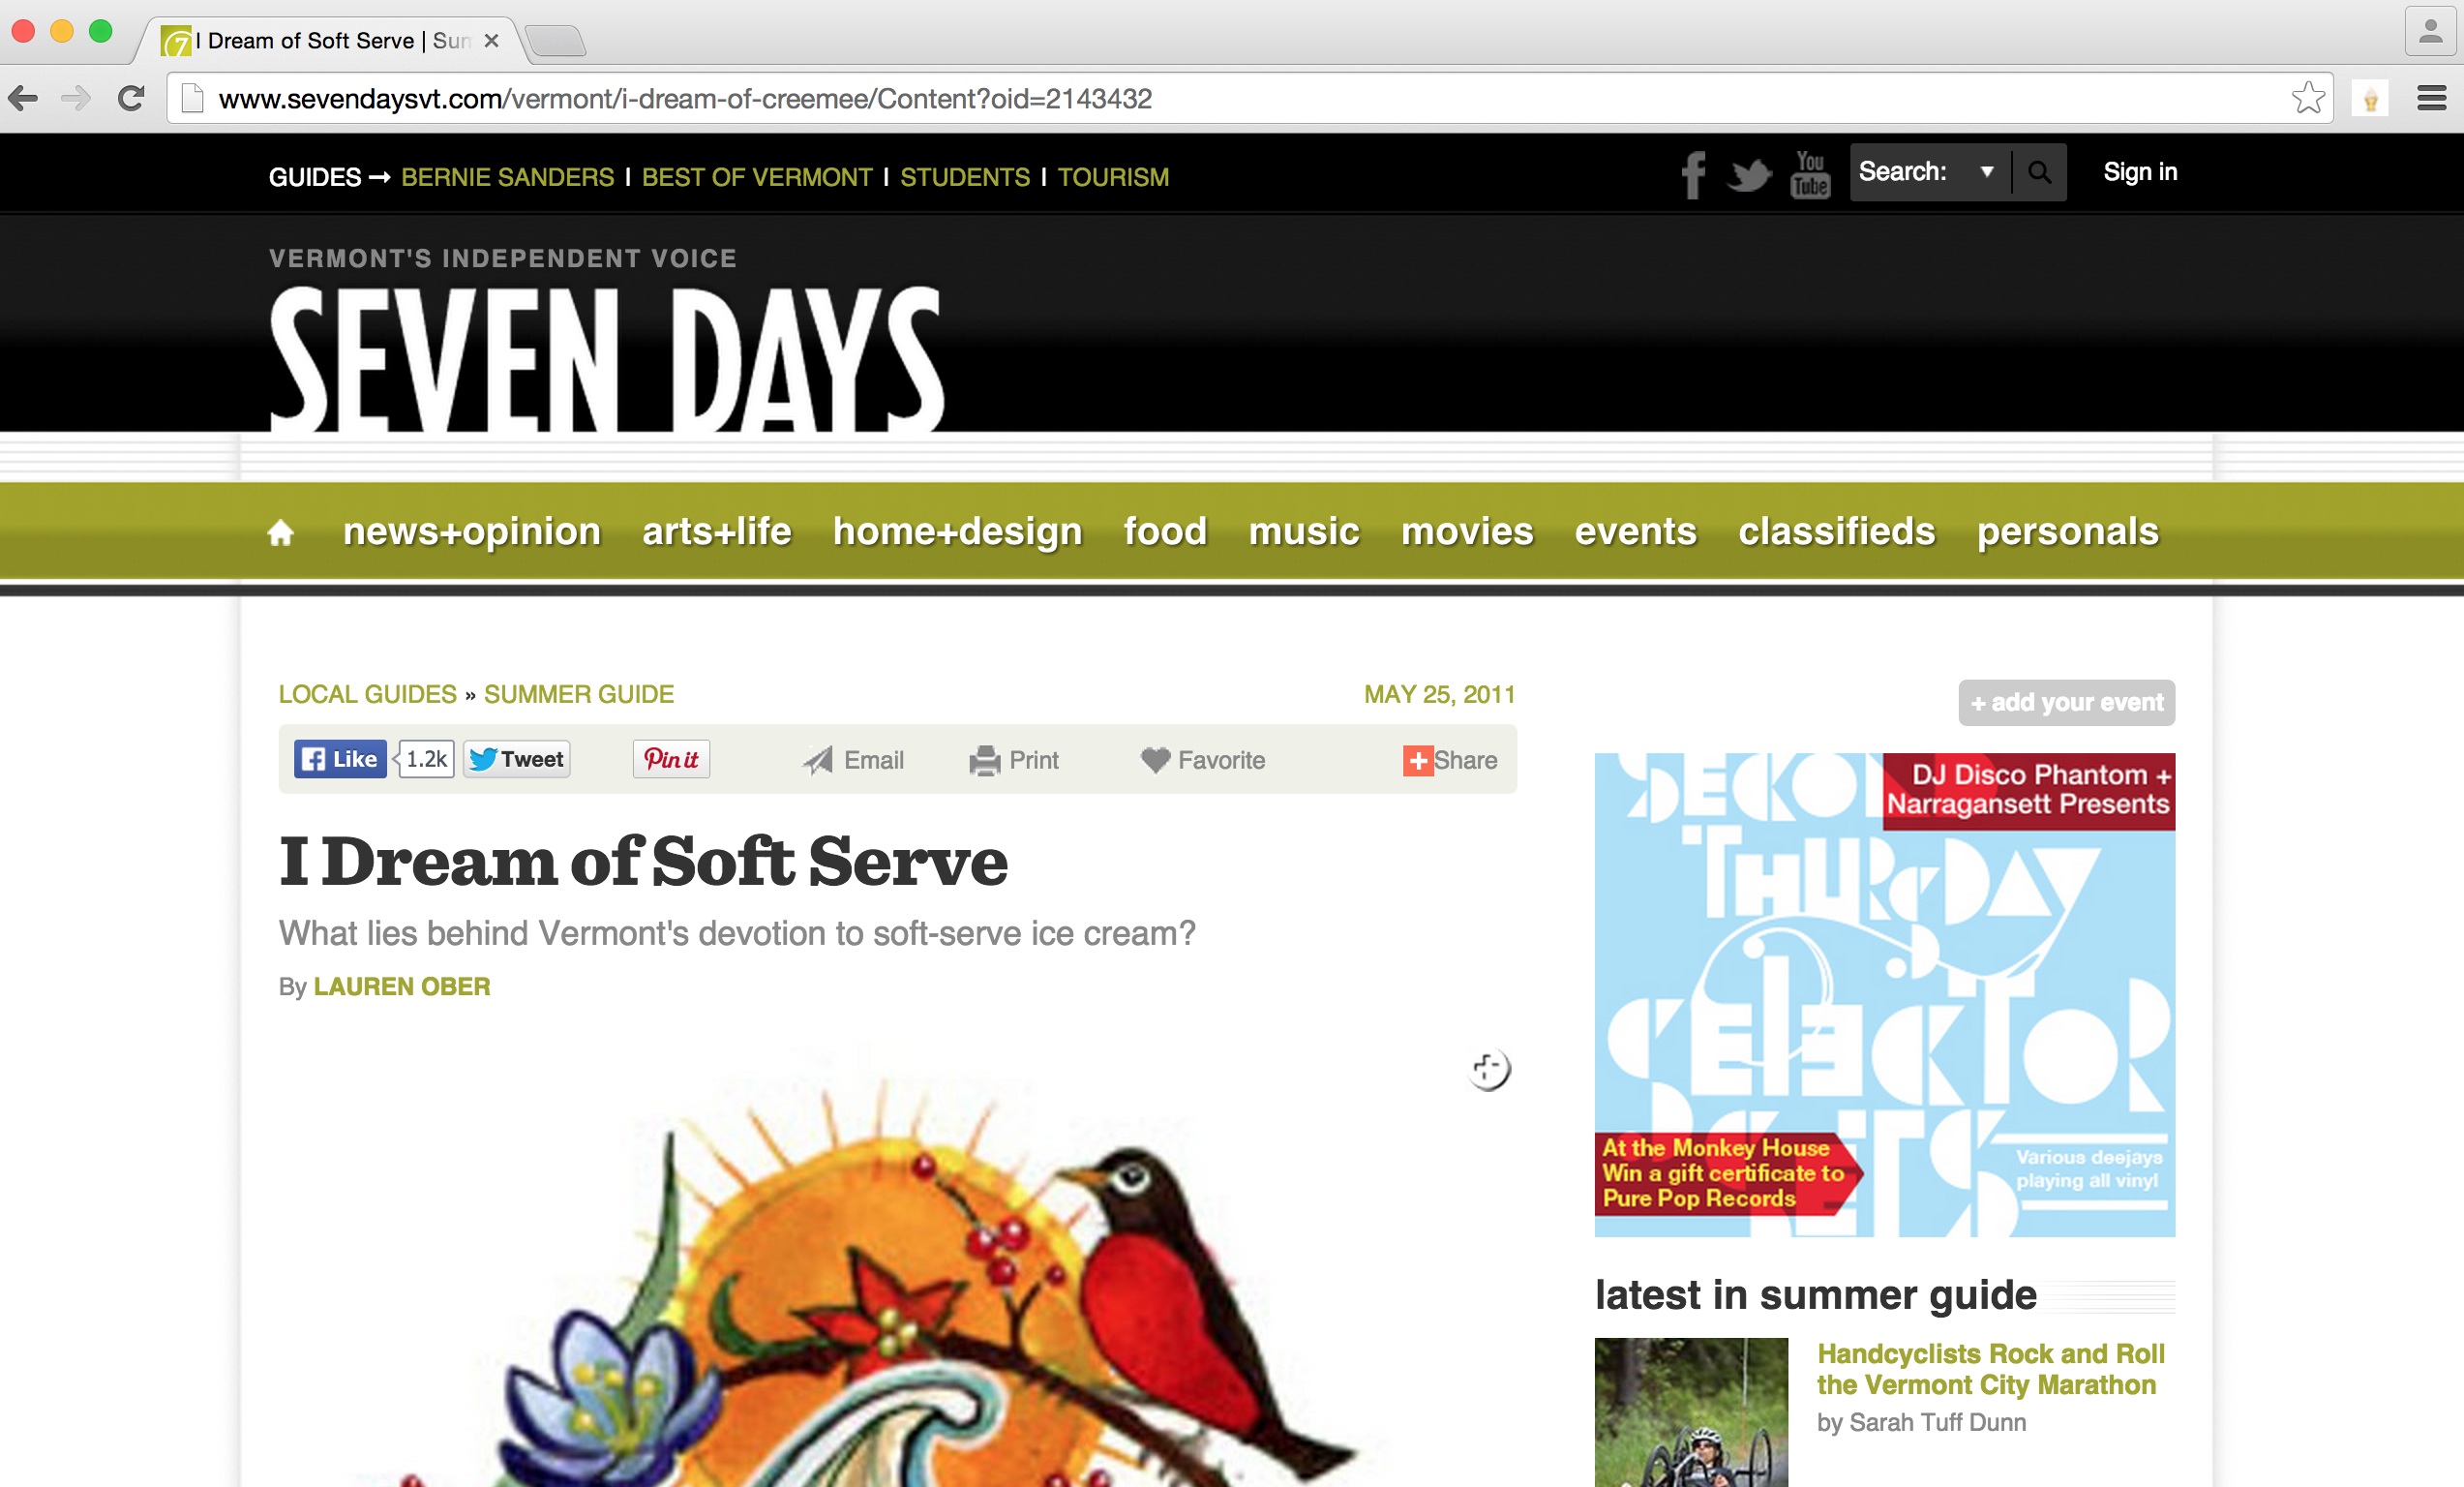 I Dream of Soft Serve | Sun
www.sevendaysvt.com/vermont/i-dream-of-creemee/Content?oid=2143432
GUIDES → BERNIE SANDERS | BEST OF VERMONT | STUDENTS | TOURISM
You Tube
Search:
Sign in
VERMONT'S INDEPENDENT VOICE
SEVEN DAYS
news+opinion arts+life home+design food music movies events classifieds personals
LOCAL GUIDES » SUMMER GUIDE
MAY 25, 2011
Like 1.2k Tweet Pin it Email Print Favorite Share
I Dream of Soft Serve
What lies behind Vermont's devotion to soft-serve ice cream?
By LAUREN OBER
+ add your event
DJ Disco Phantom +
Narragansett Presents
SECOND
THURSDAY
SELECTOR
SETS
At the Monkey House
Win a gift certificate to
Pure Pop Records
Various deejays
playing all vinyl
latest in summer guide
Handcyclists Rock and Roll
the Vermont City Marathon
by Sarah Tuff Dunn